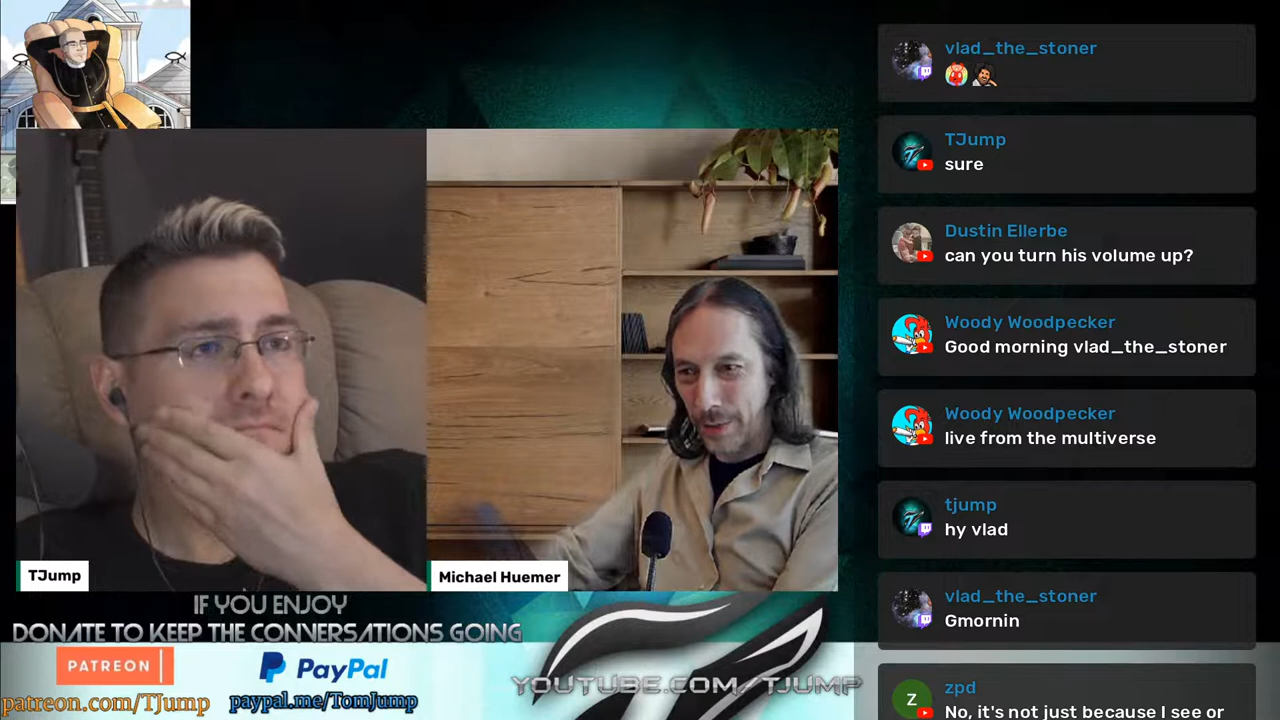 vlad_the_stoner
TJump
sure
Dustin Ellerbe
can you turn his volume up?
Woody Woodpecker
Good morning vlad_the_stoner
Woody Woodpecker
live from the multiverse
tjump
hy vlad
vlad_the_stoner
Gmornin
Z
zpd
No, it's not just because I see or
TJump
Michael Huemer
IF YOU ENJOY
DONATE TO KEEP THE CONVERSATIONS GOING
PATREON
PayPal
patreon.com/TJump
paypal.me/TomJump
YOUTUBE.COM/TJUMP